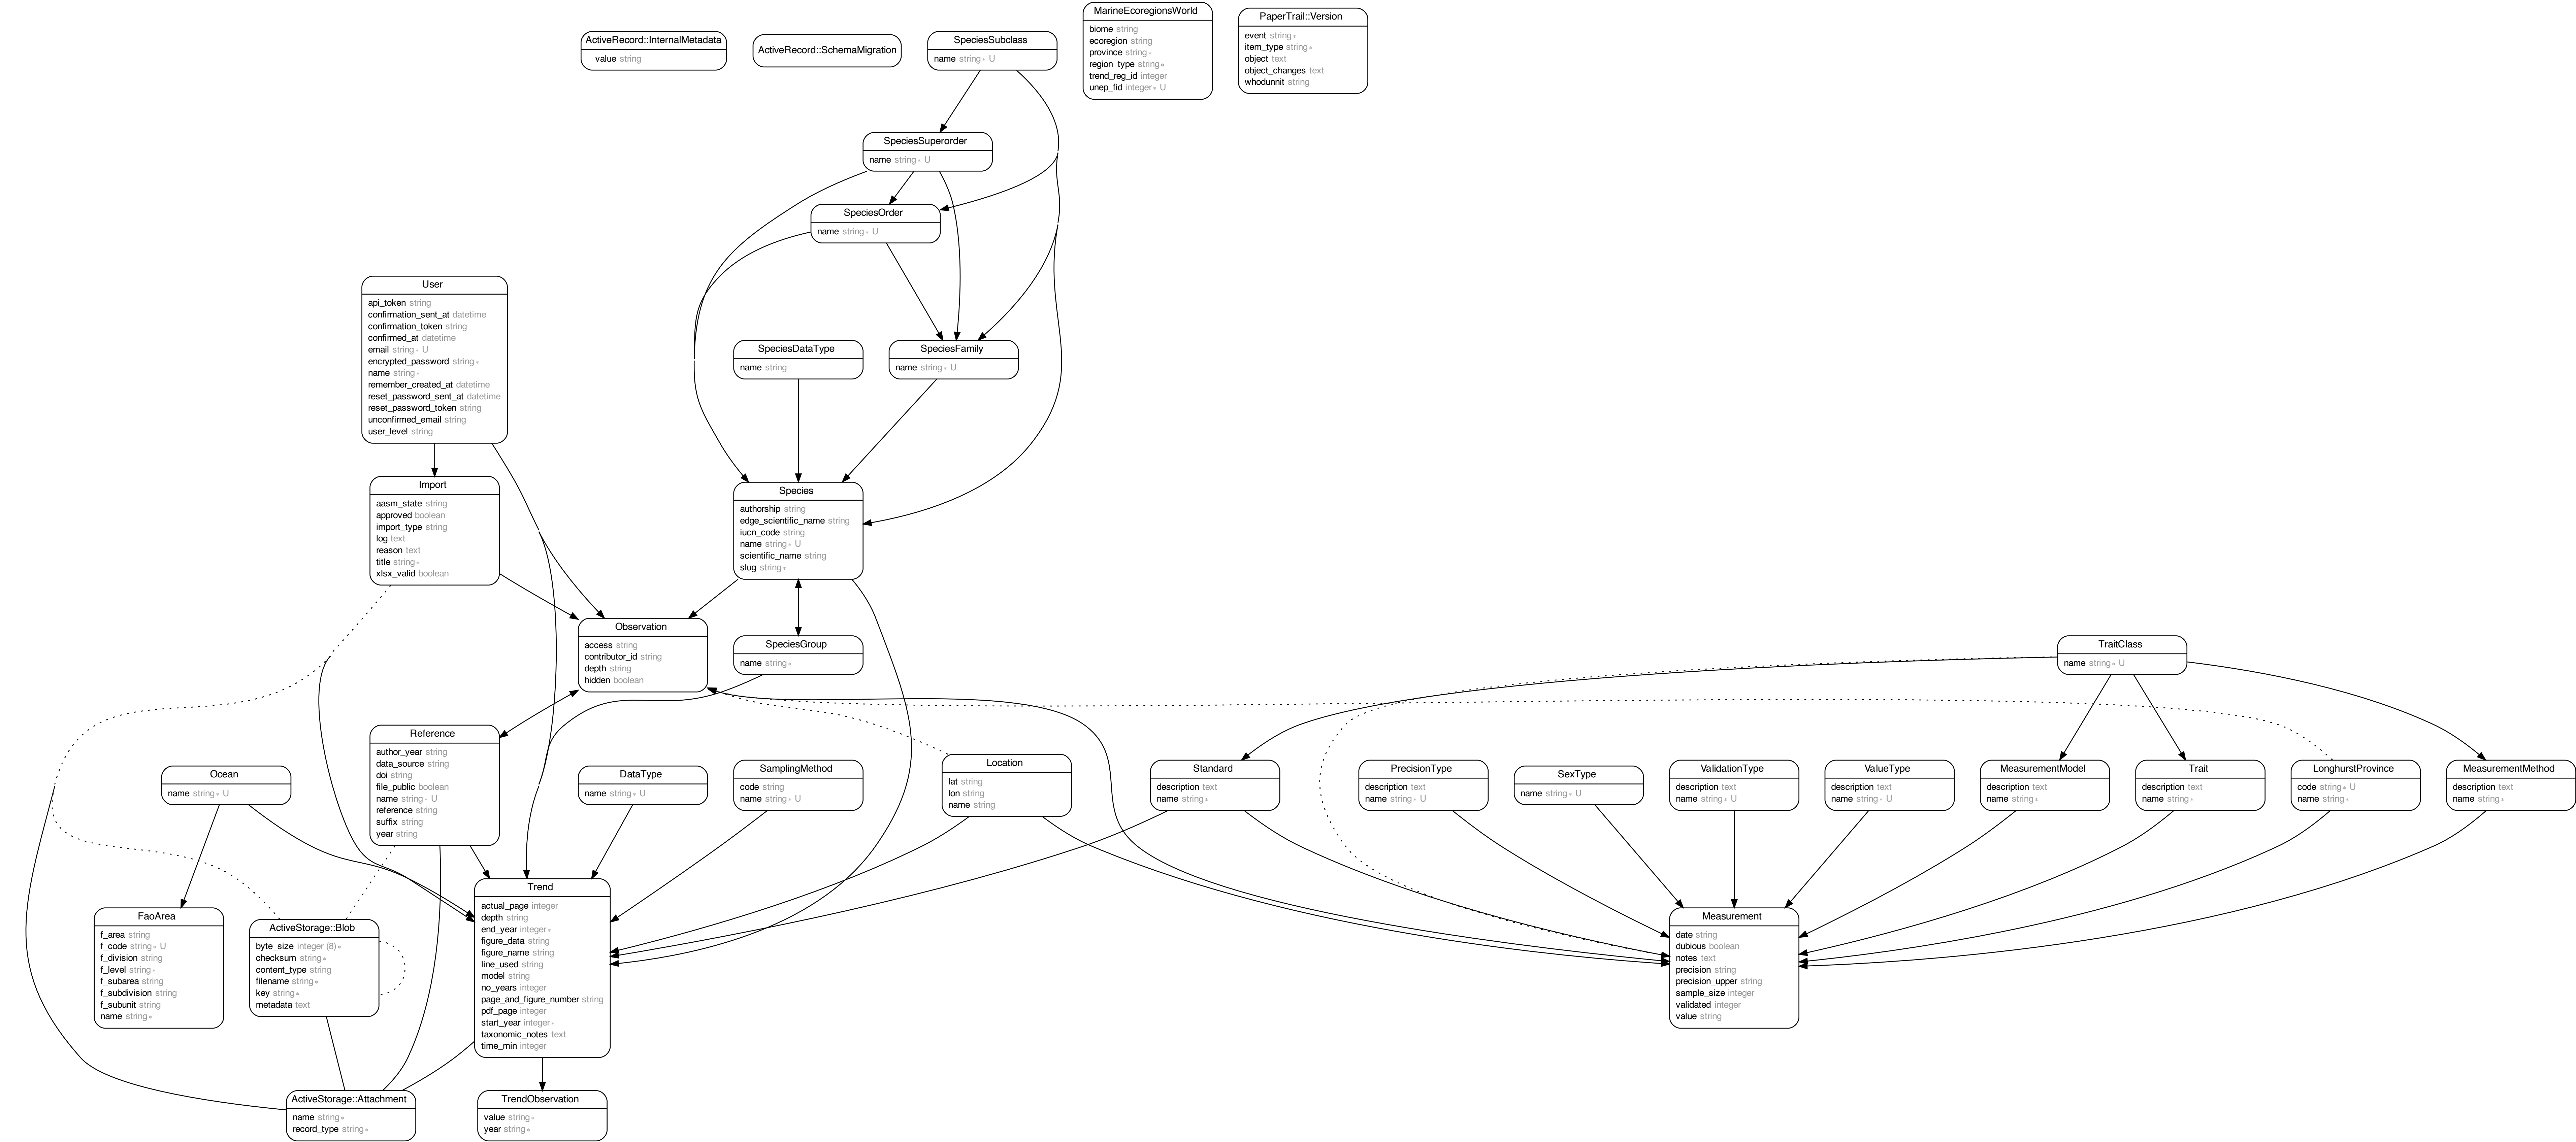 MarineEcoregionsWorld
biome string
ecoregion string
province string *
region_type string *
trend_reg_id integer
unep_fid integer * U
PaperTrail::Version
event string *
item_type string *
object text
object_changes text
whodunnit string
ActiveRecord::InternalMetadata
value string
ActiveRecord::SchemaMigration
SpeciesSubclass
name string * U
SpeciesSuperorder
name string * U
SpeciesOrder
name string * U
User
api_token string
confirmation_sent_at datetime
confirmation_token string
confirmed_at datetime
email string * U
encrypted_password string *
name string *
remember_created_at datetime
reset_password_sent_at datetime
reset_password_token string
unconfirmed_email string
user_level string
SpeciesDataType
name string
SpeciesFamily
name string * U
Import
aasm_state string
approved boolean
import_type string
log text
reason text
title string *
xlsx_valid boolean
Species
authorship string
edge_scientific_name string
iucn_code string
name string * U
scientific_name string
slug string *
Observation
access string
contributor_id string
depth string
hidden boolean
SpeciesGroup
name string *
TraitClass
name string * U
Reference
author_year string
data_source string
doi string
file_public boolean
name string * U
reference string
suffix string
year string
Ocean
name string * U
DataType
name string * U
SamplingMethod
code string
name string * U
Location
lat string
lon string
name string
Standard
description text
name string *
PrecisionType
description text
name string * U
SexType
name string * U
ValidationType
description text
name string * U
ValueType
description text
name string * U
MeasurementModel
description text
name string *
Trait
description text
name string *
LonghurstProvince
code string * U
name string *
MeasurementMethod
description text
name string *
FaoArea
f_area string
f_code string * U
f_division string
f_level string *
f_subarea string
f_subdivision string
f_subunit string
name string *
ActiveStorage::Blob
byte_size integer (8) *
checksum string *
content_type string
filename string *
key string *
metadata text
Trend
actual_page integer
depth string
end_year integer *
figure_data string
figure_name string
line_used string
model string
no_years integer
page_and_figure_number string
pdf_page integer
start_year integer *
taxonomic_notes text
time_min integer
Measurement
date string
dubious boolean
notes text
precision string
precision_upper string
sample_size integer
validated integer
value string
ActiveStorage::Attachment
name string *
record_type string *
TrendObservation
value string *
year string *